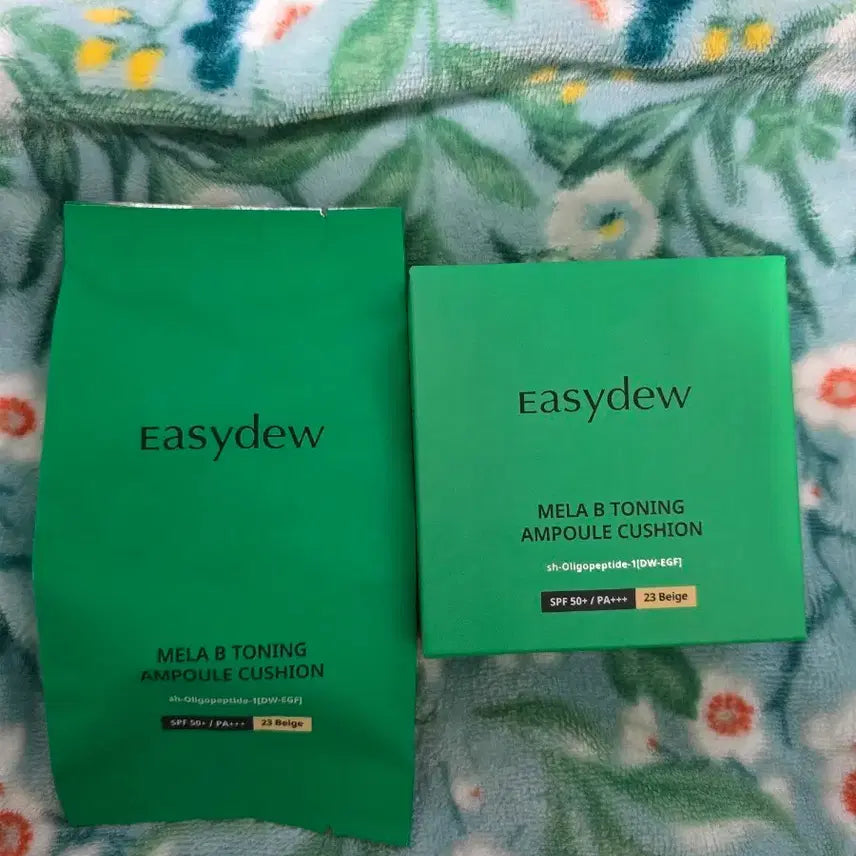 Easydew
MELA B TONING
AMPOULE CUSHION
sh-Oligopeptide-1[DW-EGF]
SPF 50+ / PA+++ 23 Beige
Easydew
MELA B TONING
AMPOULE CUSHION
sh-Oligopeptide-1[DW-EGF]
SPF 50+ / PA+++ 23 Beige